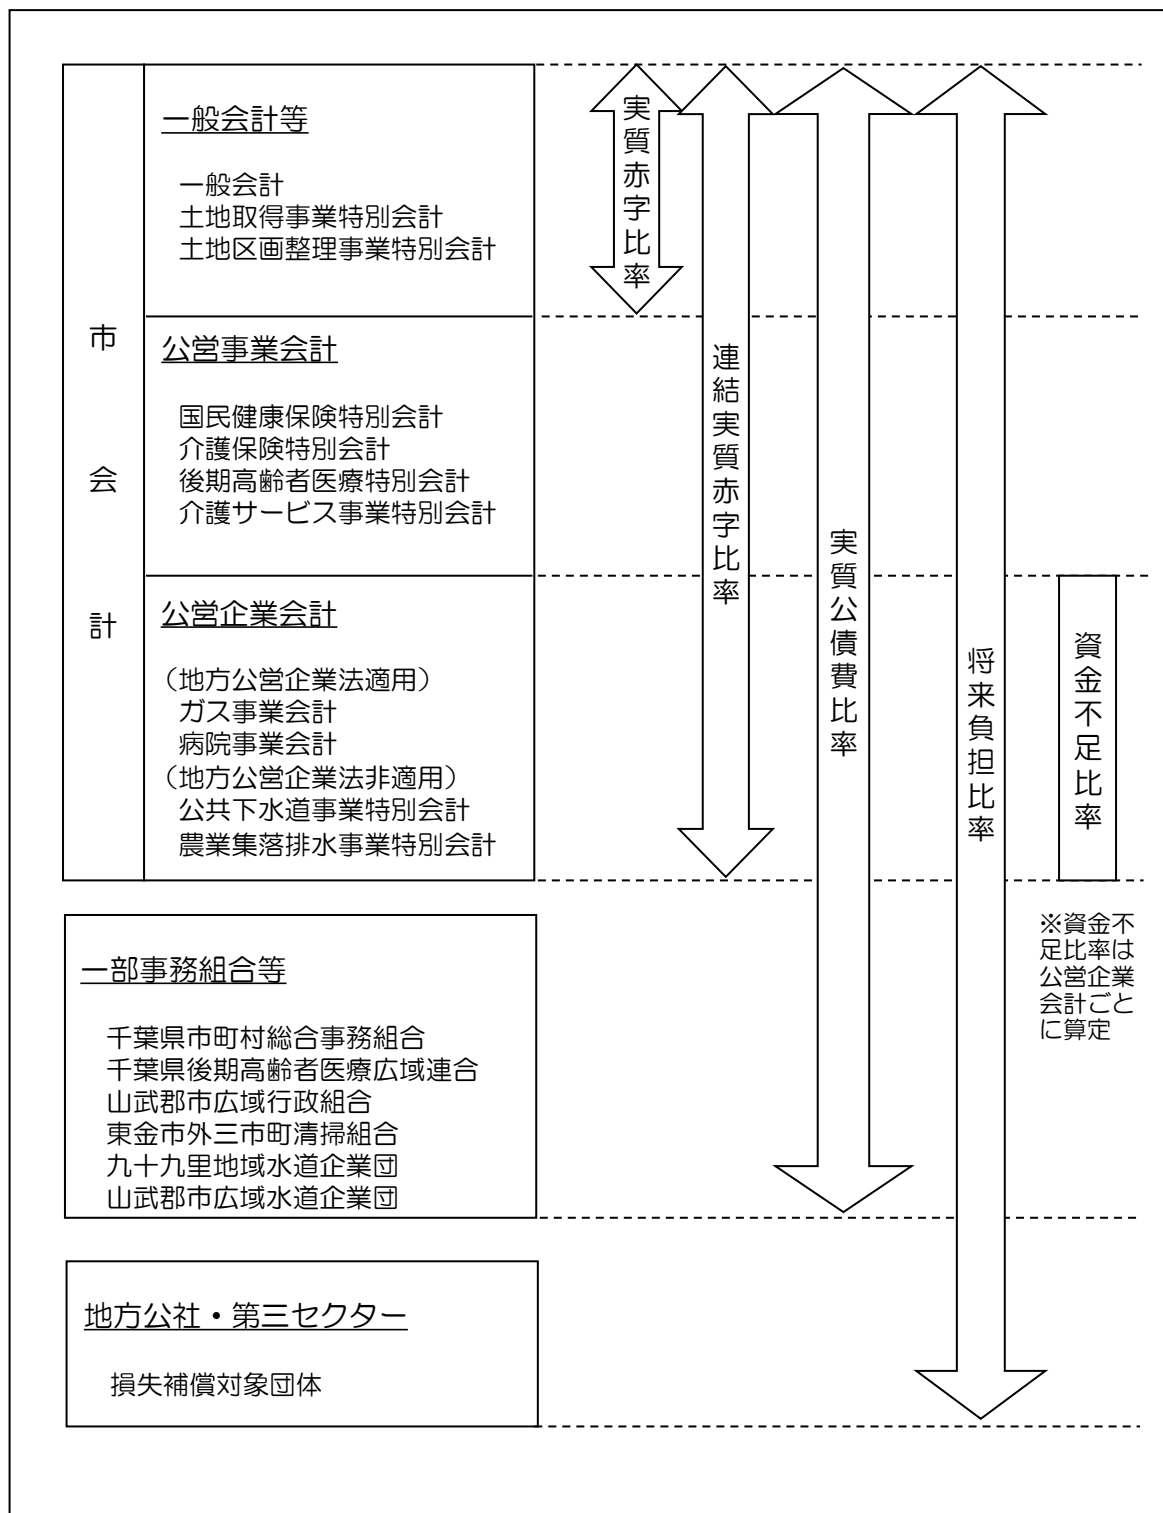 市会計
一般会計等
一般会計
土地取得事業特別会計
土地区画整理事業特別会計
公営事業会計
国民健康保険特別会計
介護保険特別会計
後期高齢者医療特別会計
介護サービス事業特別会計
公営企業会計
（地方公営企業法適用）
ガス事業会計
病院事業会計
（地方公営企業法非適用）
公共下水道事業特別会計
農業集落排水事業特別会計
実質赤字比率
連結実質赤字比率
実質公債費比率
将来負担比率
資金不足比率
※資金不
足比率は
公営企業
会計ごと
に算定
一部事務組合等
千葉県市町村総合事務組合
千葉県後期高齢者医療広域連合
山武郡市広域行政組合
東金市外三市町清掃組合
九十九里地域水道企業団
山武郡市広域水道企業団
地方公社・第三セクター
損失補償対象団体